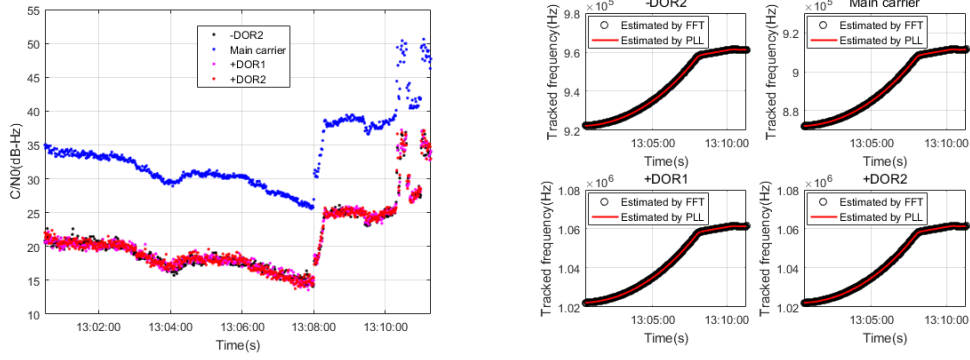 55
50
45
40
35
30
25
20
15
10
C/N0(dB-Hz)
-DOR2
Main carrier
+DOR1
+DOR2
13:02:00 13:04:00 13:06:00 13:08:00 13:10:00
Time(s)
-DOR2
×10^5
9.8
9.6
9.4
9.2
Tracked frequency(Hz)
Estimated by FFT
Estimated by PLL
13:05:00 13:10:00
Time(s)
Main carrier
×10^5
9.2
9
8.8
Tracked frequency(Hz)
Estimated by FFT
Estimated by PLL
13:05:00 13:10:00
Time(s)
+DOR1
×10^6
1.08
1.06
1.04
1.02
Tracked frequency(Hz)
Estimated by FFT
Estimated by PLL
13:05:00 13:10:00
Time(s)
+DOR2
×10^6
1.08
1.06
1.04
1.02
Tracked frequency(Hz)
Estimated by FFT
Estimated by PLL
13:05:00 13:10:00
Time(s)